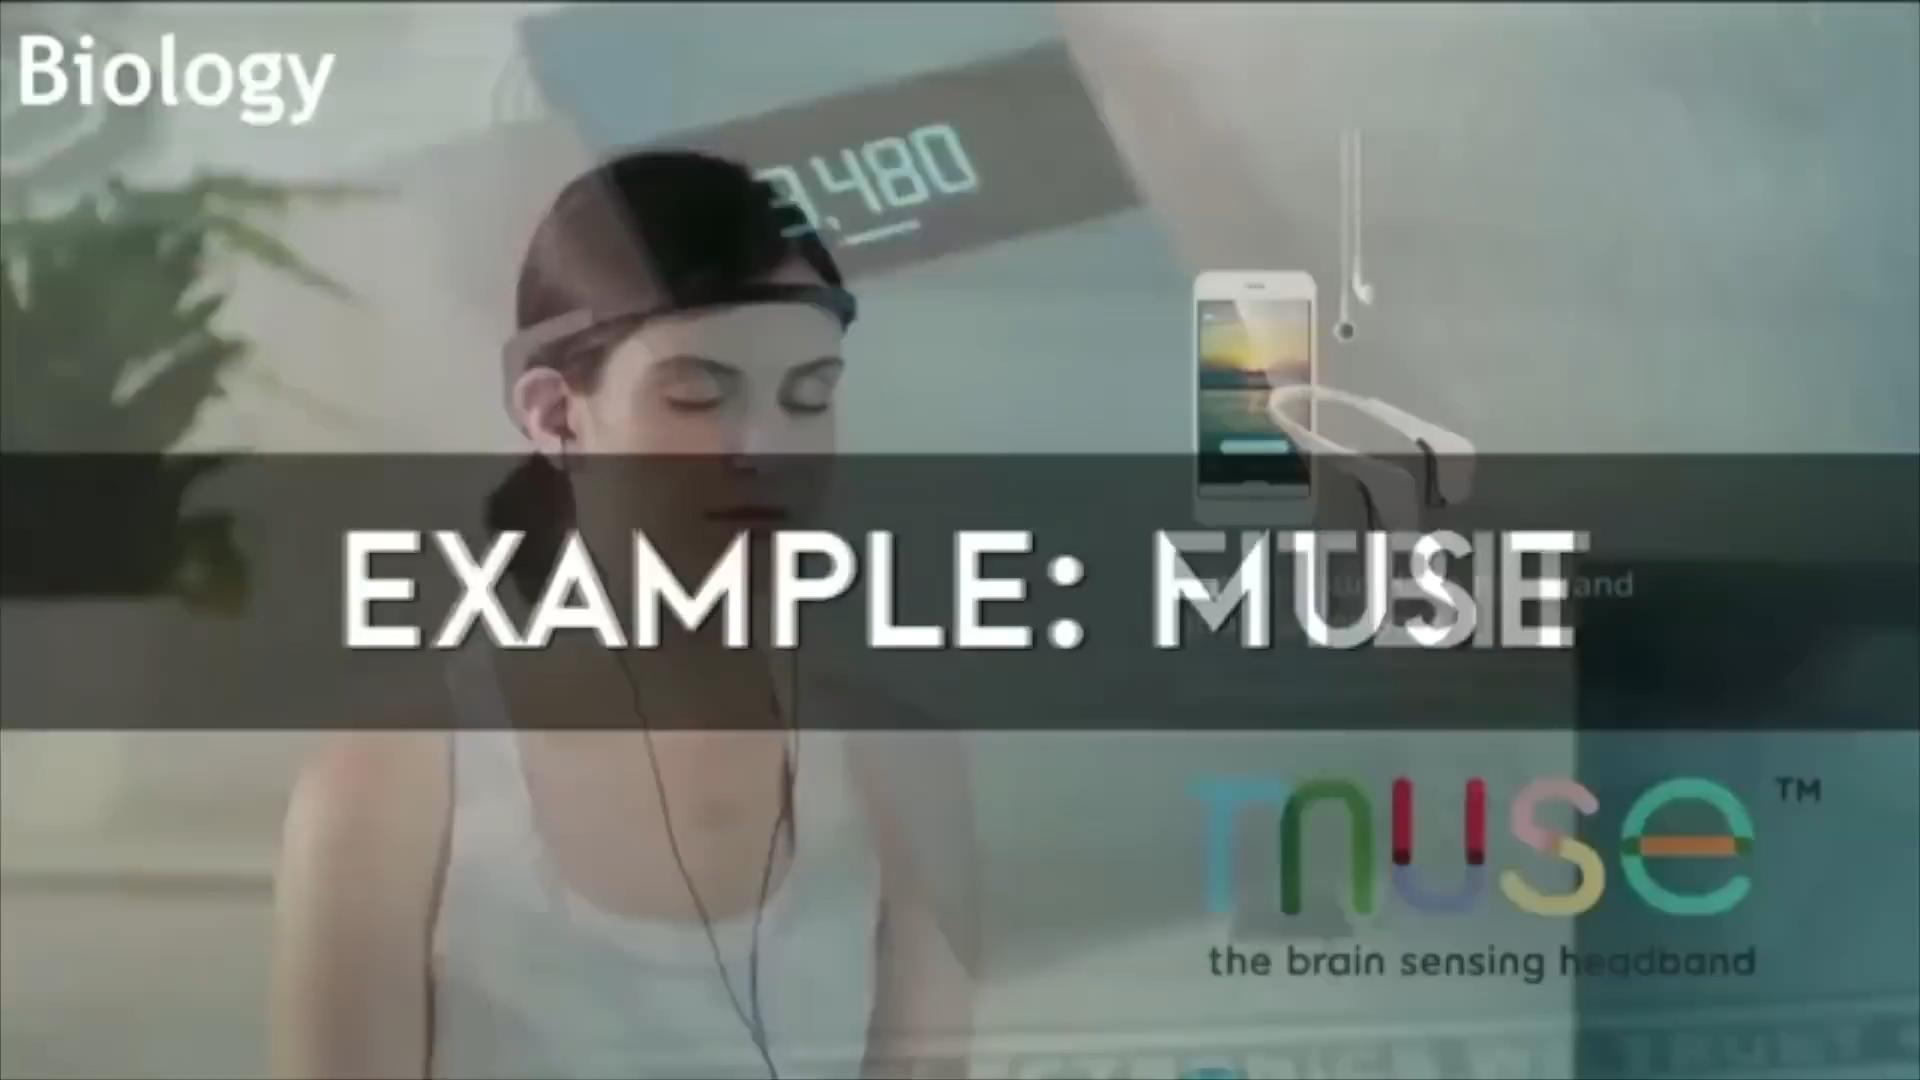 Biology
3,480
EXAMPLE: MUSE
and
muse™
the brain sensing headband